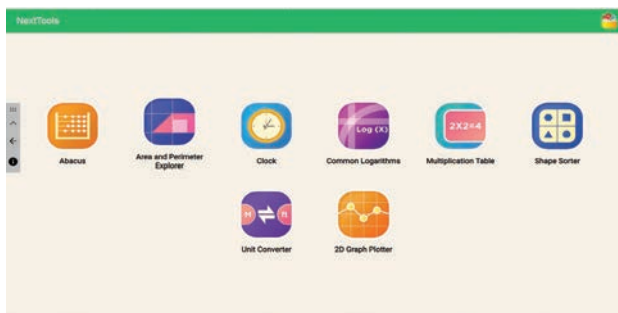 NextTools
Log (X)
2X2=4
Abacus
Area and Perimeter
Explorer
Clock
Common Logarithms
Multiplication Table
Shape Sorter
Unit Converter
2D Graph Plotter